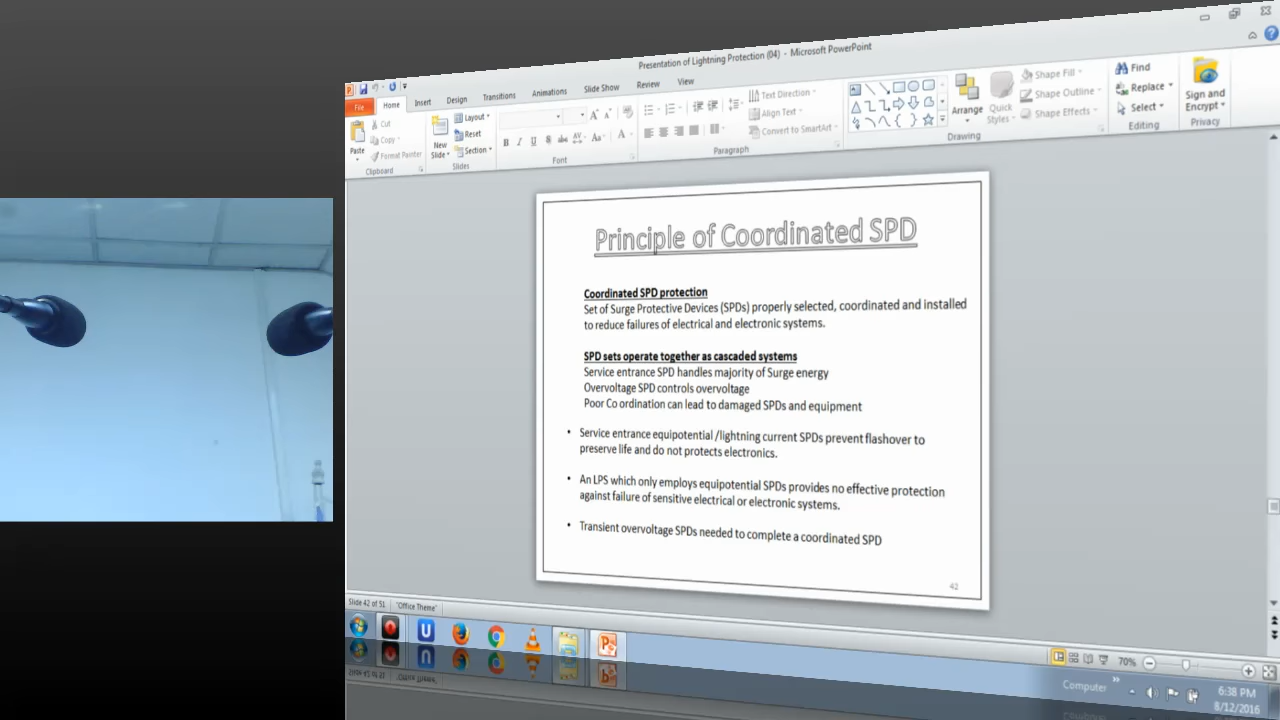 Presentation of Lightning Protection (04) - Microsoft PowerPoint
File Home Insert Design Transitions Animations Slide Show Review View
Paste Cut Copy Format Painter
Clipboard
New Slide Layout Reset Section
Slides
B I U S abc AV Aa A
Font
Text Direction
Align Text
Convert to SmartArt
Paragraph
Arrange Quick Styles
Shape Fill
Shape Outline
Shape Effects
Drawing
Find
Replace
Select
Editing
Sign and Encrypt
Privacy
Principle of Coordinated SPD
Coordinated SPD protection
Set of Surge Protective Devices (SPDs) properly selected, coordinated and installed
to reduce failures of electrical and electronic systems.
SPD sets operate together as cascaded systems
Service entrance SPD handles majority of Surge energy
Overvoltage SPD controls overvoltage
Poor Co ordination can lead to damaged SPDs and equipment
• Service entrance equipotential /lightning current SPDs prevent flashover to
preserve life and do not protects electronics.
• An LPS which only employs equipotential SPDs provides no effective protection
against failure of sensitive electrical or electronic systems.
• Transient overvoltage SPDs needed to complete a coordinated SPD
42
Slide 42 of 51 "Office Theme"
70%
Computer
6:38 PM
8/12/2016